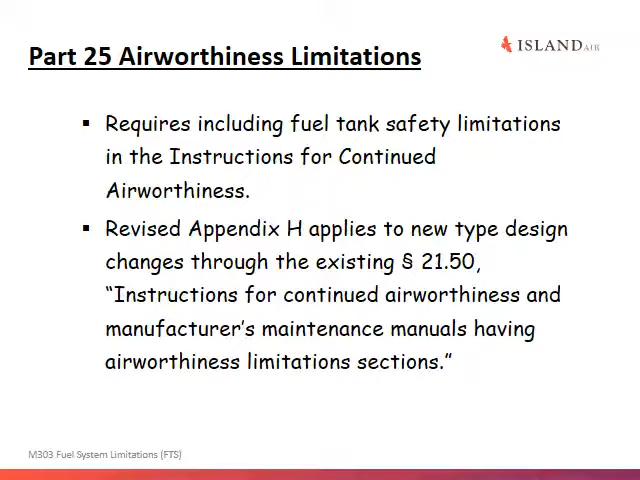 Part 25 Airworthiness Limitations
ISLAND AIR
▪ Requires including fuel tank safety limitations
in the Instructions for Continued
Airworthiness.
▪ Revised Appendix H applies to new type design
changes through the existing § 21.50,
“Instructions for continued airworthiness and
manufacturer’s maintenance manuals having
airworthiness limitations sections.”
M303 Fuel System Limitations (FTS)